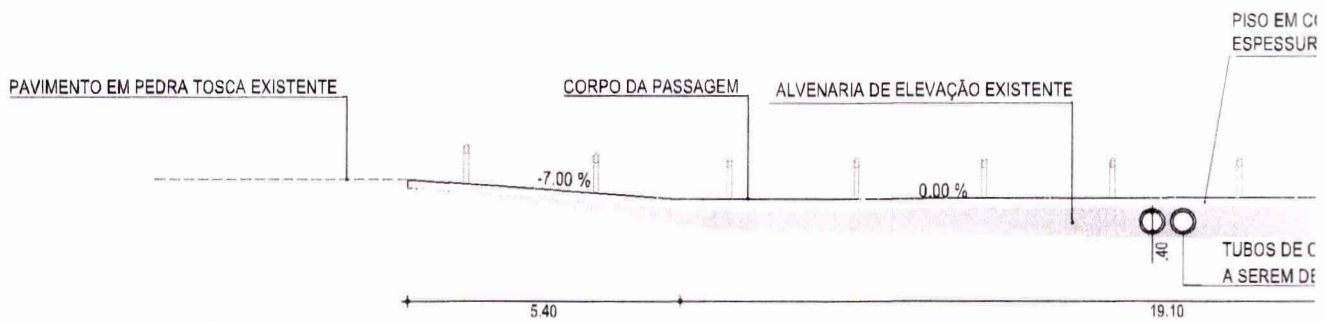 PISO EM
ESPESSUR
PAVIMENTO EM PEDRA TOSCA EXISTENTE
CORPO DA PASSAGEM
ALVENARIA DE ELEVAÇÃO EXISTENTE
-7.00 %
0.00 %
.40
TUBOS DE
A SEREM DE
5.40
19.10